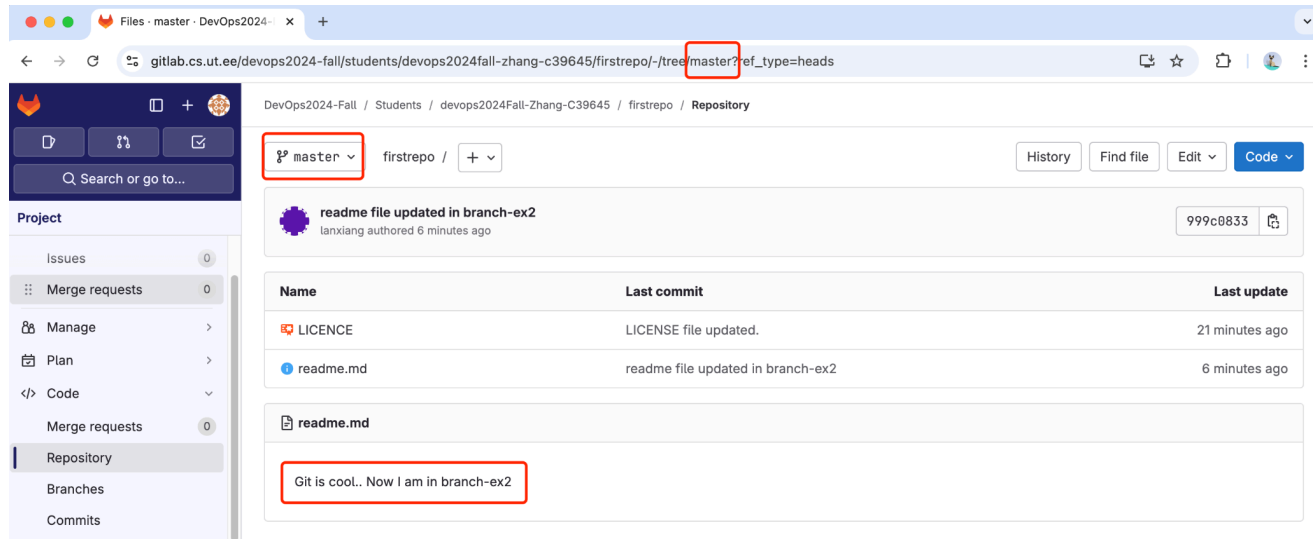 Files · master · DevOps2024-
gitlab.cs.ut.ee/devops2024-fall/students/devops2024fall-zhang-c39645/firstrepo/-/tree/master?ref_type=heads
DevOps2024-Fall / Students / devops2024Fall-Zhang-C39645 / firstrepo / Repository
master firstrepo / + History Find file Edit Code
Search or go to...
Project
readme file updated in branch-ex2
lanxiang authored 6 minutes ago
999c0833
Issues 0
Merge requests 0
Manage
Plan
Code
Merge requests 0
Repository
Branches
Commits
Name Last commit Last update
LICENCE LICENSE file updated. 21 minutes ago
readme.md readme file updated in branch-ex2 6 minutes ago
readme.md
Git is cool.. Now I am in branch-ex2